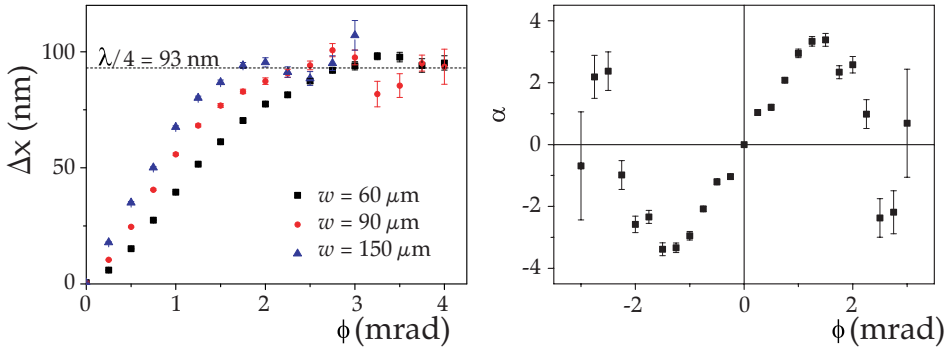 Δx (nm)
100
50
0
λ/4 = 93 nm
w = 60 μm
w = 90 μm
w = 150 μm
0 1 2 3 4
ϕ (mrad)
α
4
2
0
-2
-4
-2 0 2
ϕ (mrad)